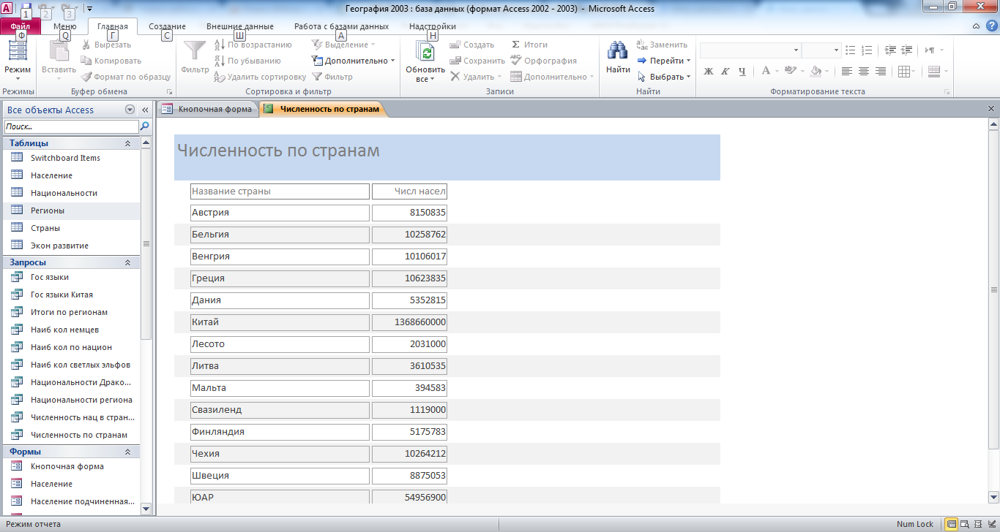 География 2003 : база данных (формат Access 2002 - 2003) - Microsoft Access
1 2 3
Файл Меню Главная Создание Внешние данные Работа с базами данных Надстройки
Ф Q Г С Ш А Н
Режим
Режимы
Вставить
Вырезать
Копировать
Формат по образцу
Буфер обмена
Фильтр
По возрастанию
По убыванию
Удалить сортировку
Выделение
Дополнительно
Фильтр
Сортировка и фильтр
Обновить
все
Создать
Сохранить
Удалить
Итоги
Орфография
Дополнительно
Записи
Найти
Заменить
Перейти
Выбрать
Найти
Ж К Ч
А
Форматирование текста
Все объекты Access
Поиск...
Таблицы
Switchboard Items
Население
Национальности
Регионы
Страны
Экон развитие
Запросы
Гос языки
Гос языки Китая
Итоги по регионам
Наиб кол немцев
Наиб кол по национ
Наиб кол светлых эльфов
Национальности Драко...
Национальности региона
Численность нац в стран...
Численность по странам
Формы
Кнопочная форма
Население
Население подчиненная...
Кнопочная форма Численность по странам
Численность по странам
Название страны Числ насел
Австрия 8150835
Бельгия 10258762
Венгрия 10106017
Греция 10623835
Дания 5352815
Китай 1368660000
Лесото 2031000
Литва 3610535
Мальта 394583
Свазиленд 1119000
Финляндия 5175783
Чехия 10264212
Швеция 8875053
ЮАР 54956900
Режим отчета Num Lock